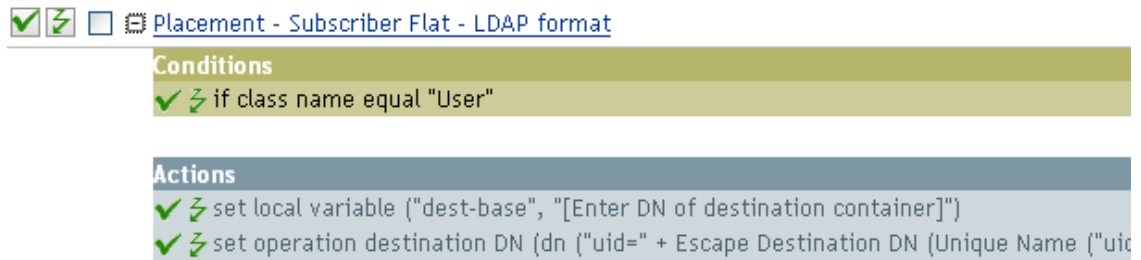 Placement - Subscriber Flat - LDAP format
Conditions
if class name equal "User"
Actions
set local variable ("dest-base", "[Enter DN of destination container]")
set operation destination DN (dn ("uid=" + Escape Destination DN (Unique Name ("uid